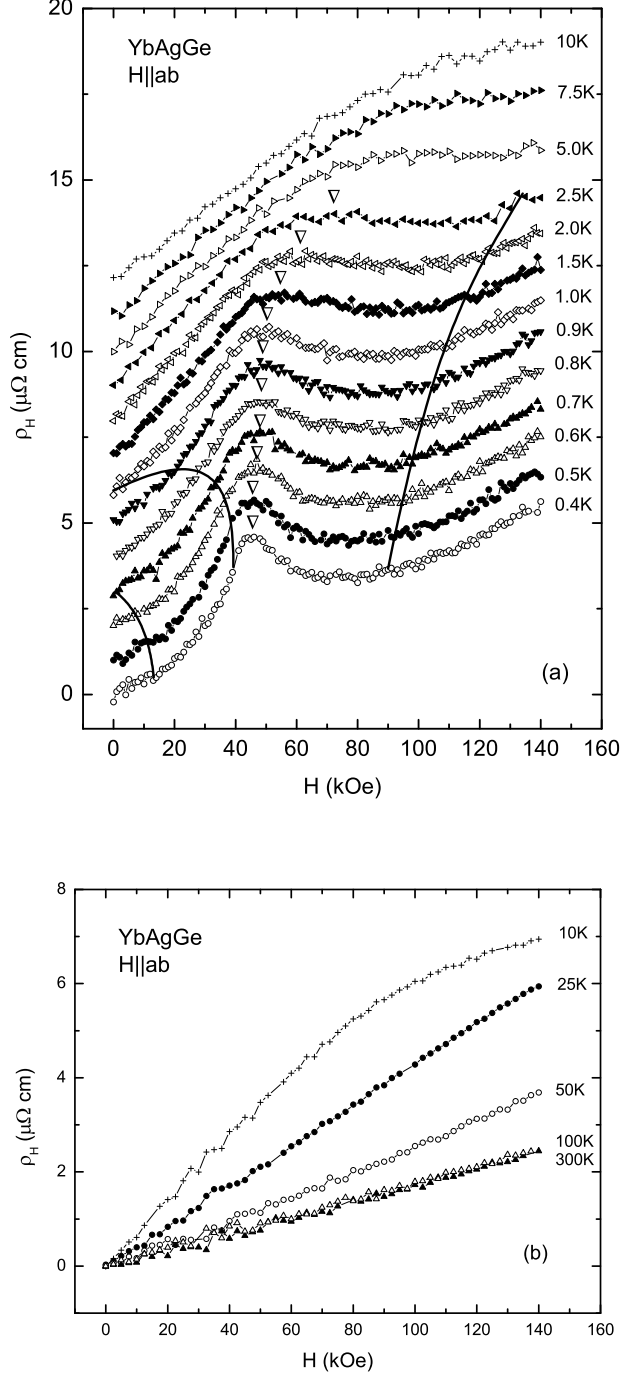 20
15
10
5
0
ρH (μΩ cm)
YbAgGe
H||ab
10K
7.5K
5.0K
2.5K
2.0K
1.5K
1.0K
0.9K
0.8K
0.7K
0.6K
0.5K
0.4K
(a)
0 20 40 60 80 100 120 140 160
H (kOe)
8
6
4
2
0
ρH (μΩ cm)
YbAgGe
H||ab
10K
25K
50K
100K
300K
(b)
0 20 40 60 80 100 120 140 160
H (kOe)